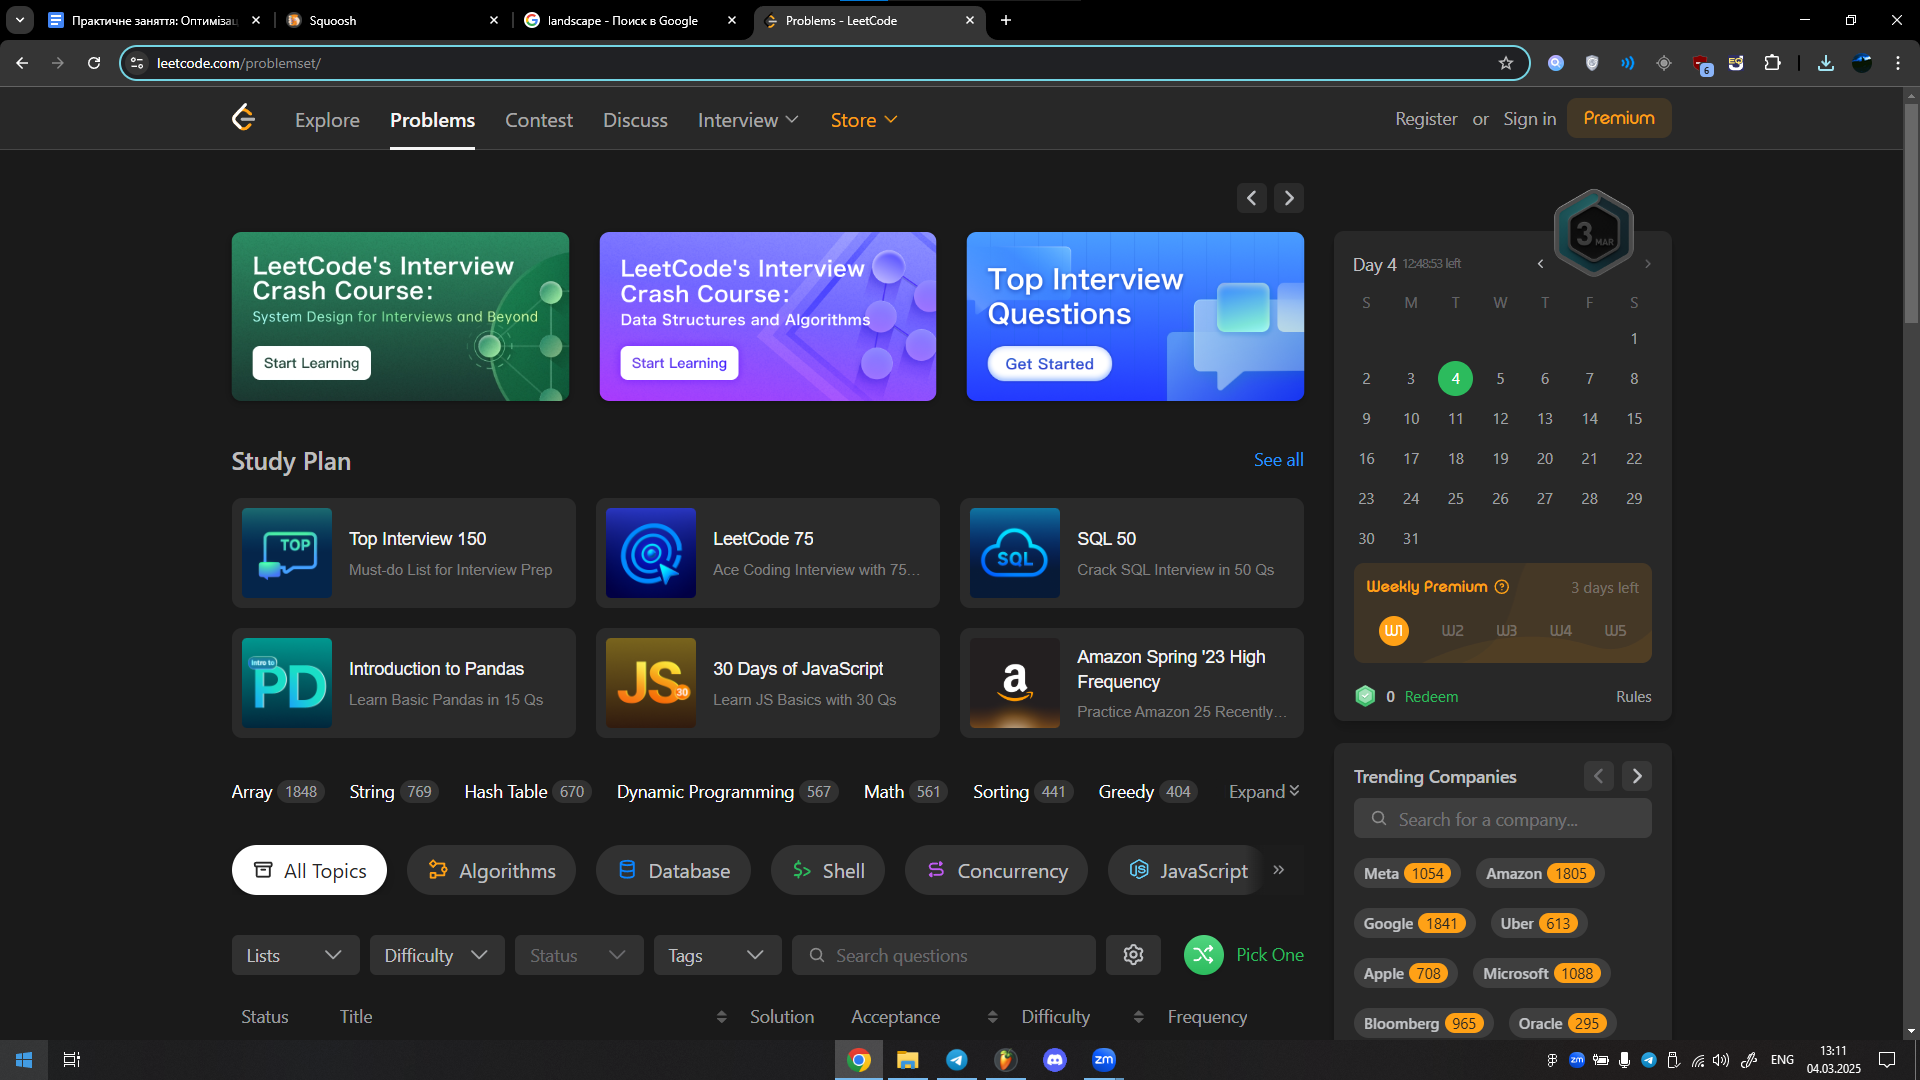 Практичне заняття: Оптимізац
Squoosh
landscape - Поиск в Google
Problems - LeetCode
leetcode.com/problemset/
6
Explore
Problems
Contest
Discuss
Interview
Store
Register or Sign in
Premium
LeetCode's Interview
Crash Course:
System Design for Interviews and Beyond
Start Learning
LeetCode's Interview
Crash Course:
Data Structures and Algorithms
Start Learning
Top Interview
Questions
Get Started
Study Plan
See all
TOP
Top Interview 150
Must-do List for Interview Prep
LeetCode 75
Ace Coding Interview with 75...
SQL
SQL 50
Crack SQL Interview in 50 Qs
Intro to
PD
Introduction to Pandas
Learn Basic Pandas in 15 Qs
JS 30
30 Days of JavaScript
Learn JS Basics with 30 Qs
a
Amazon Spring '23 High
Frequency
Practice Amazon 25 Recently...
Array 1848
String 769
Hash Table 670
Dynamic Programming 567
Math 561
Sorting 441
Greedy 404
Expand
All Topics
Algorithms
Database
Shell
Concurrency
JavaScript
Lists
Difficulty
Status
Tags
Search questions
Pick One
Status
Title
Solution
Acceptance
Difficulty
Frequency
3 MAR
Day 4 12:48:53 left
S M T W T F S
1
2 3 4 5 6 7 8
9 10 11 12 13 14 15
16 17 18 19 20 21 22
23 24 25 26 27 28 29
30 31
Weekly Premium ?
3 days left
W1 W2 W3 W4 W5
0 Redeem
Rules
Trending Companies
Search for a company...
Meta 1054
Amazon 1805
Google 1841
Uber 613
Apple 708
Microsoft 1088
Bloomberg 965
Oracle 295
zm
zm
ENG
13:11
04.03.2025